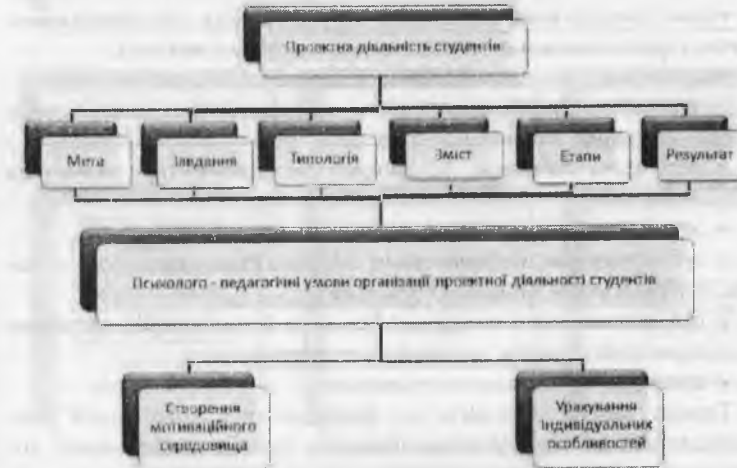 Проектна діяльність студентів
Мета
Завдання
Типологія
Зміст
Етапи
Результат
Психолого - педагогічні умови організації проектної діяльності студентів
Створення
мотиваційного
середовища
Урахування
індивідуальних
особливостей